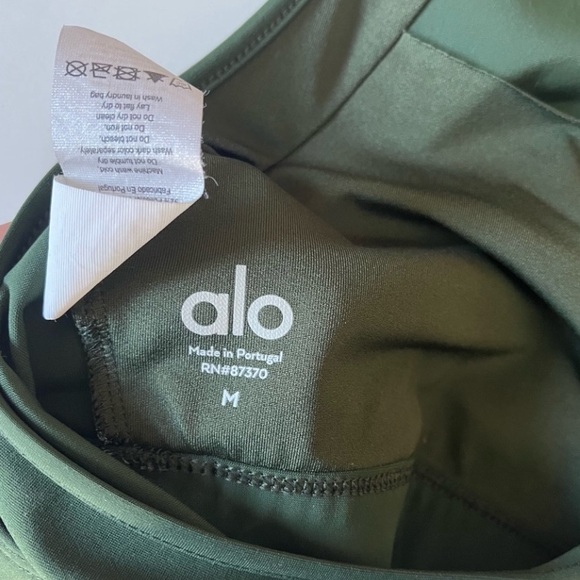 alo
Made in Portugal
RN#87370
M
Fabricado En Portugal
Machine wash cold.
Do not tumble dry
Wash dark color separately
Do not bleach.
Do not iron.
Do not dry clean
Lay flat to dry
Wash in laundry bag